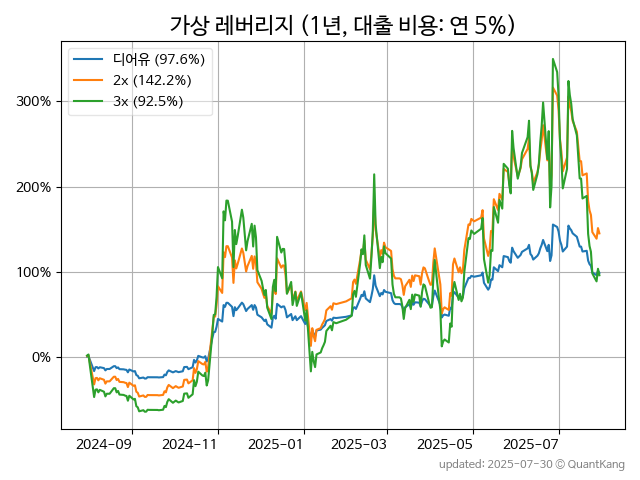 가상 레버리지 (1년, 대출 비용: 연 5%)
디어유 (97.6%)
2x (142.2%)
3x (92.5%)
300%
200%
100%
0%
2024-09
2024-11
2025-01
2025-03
2025-05
2025-07
updated: 2025-07-30 © QuantKang